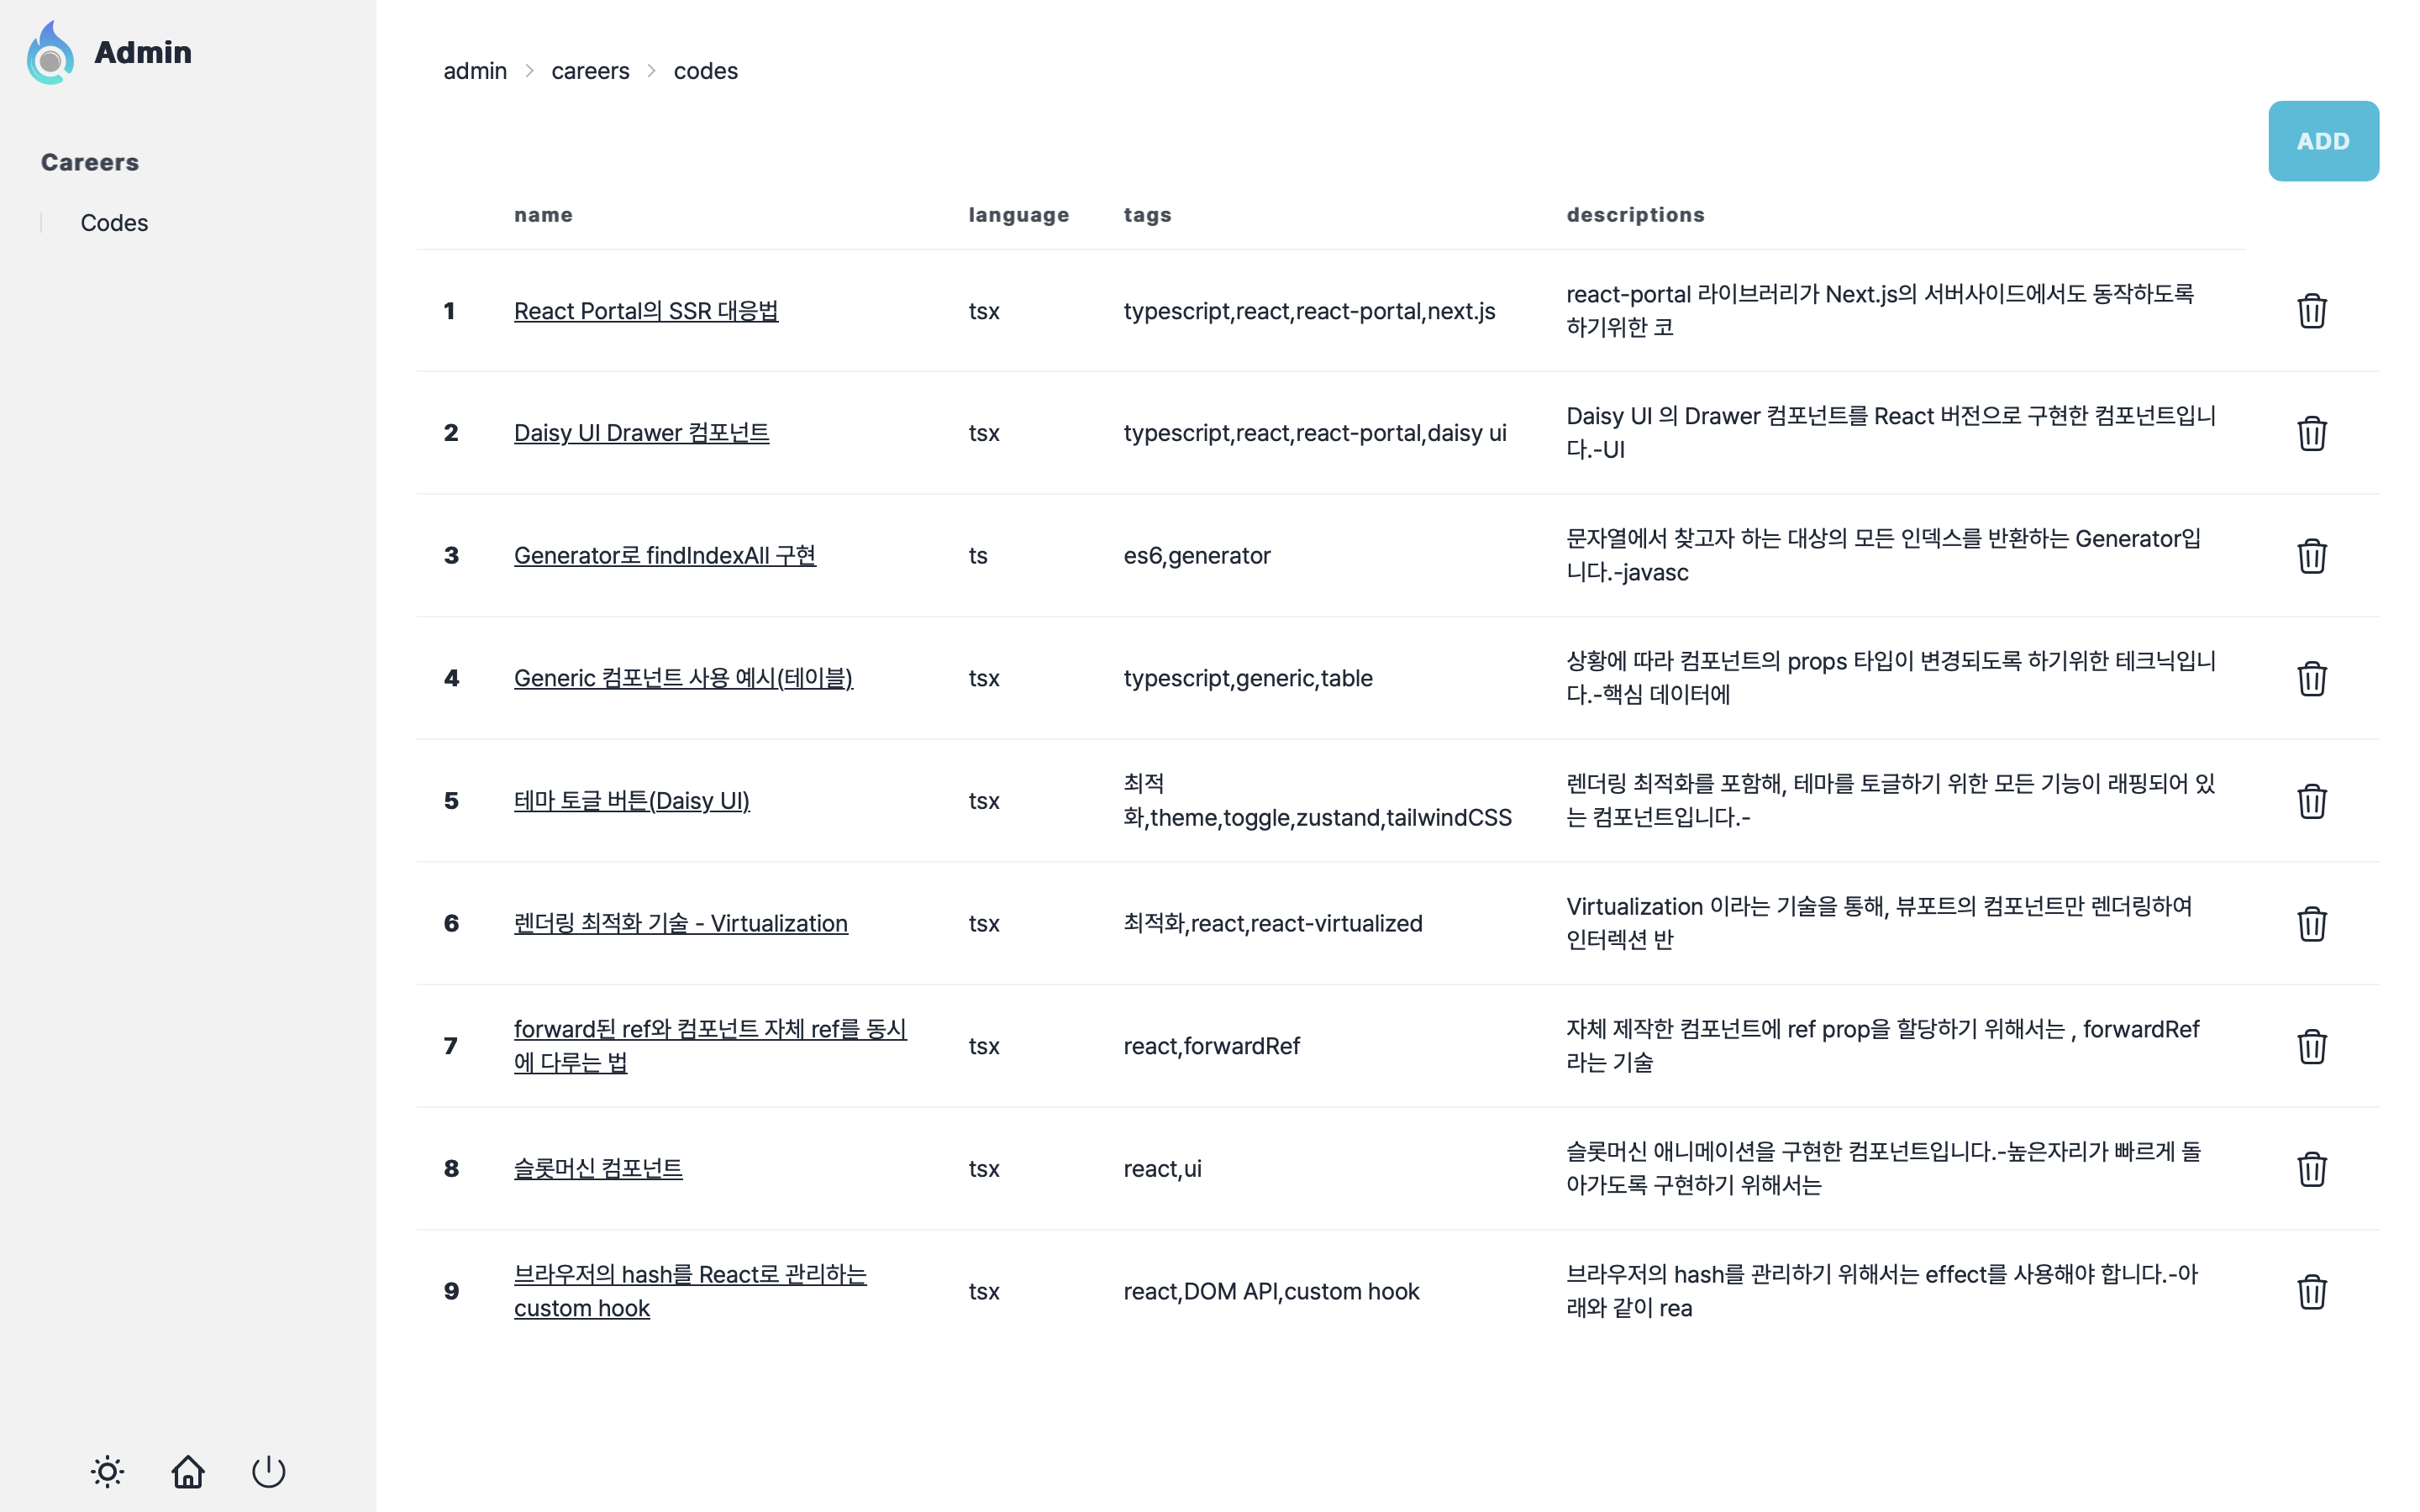 Admin
Careers
Codes
admin > careers > codes
ADD
name language tags descriptions
1 React Portal의 SSR 대응법 tsx typescript,react,react-portal,next.js react-portal 라이브러리가 Next.js의 서버사이드에서도 동작하도록
하기위한 코
2 Daisy UI Drawer 컴포넌트 tsx typescript,react,react-portal,daisy ui Daisy UI 의 Drawer 컴포넌트를 React 버전으로 구현한 컴포넌트입니
다.-UI
3 Generator로 findIndexAll 구현 ts es6,generator 문자열에서 찾고자 하는 대상의 모든 인덱스를 반환하는 Generator입
니다.-javasc
4 Generic 컴포넌트 사용 예시(테이블) tsx typescript,generic,table 상황에 따라 컴포넌트의 props 타입이 변경되도록 하기위한 테크닉입니
다.-핵심 데이터에
5 테마 토글 버튼(Daisy UI) tsx 최적
화,theme,toggle,zustand,tailwindCSS 렌더링 최적화를 포함해, 테마를 토글하기 위한 모든 기능이 래핑되어 있
는 컴포넌트입니다.-
6 렌더링 최적화 기술 - Virtualization tsx 최적화,react,react-virtualized Virtualization 이라는 기술을 통해, 뷰포트의 컴포넌트만 렌더링하여
인터렉션 반
7 forward된 ref와 컴포넌트 자체 ref를 동시
에 다루는 법 tsx react,forwardRef 자체 제작한 컴포넌트에 ref prop을 할당하기 위해서는 , forwardRef
라는 기술
8 슬롯머신 컴포넌트 tsx react,ui 슬롯머신 애니메이션을 구현한 컴포넌트입니다.-높은자리가 빠르게 돌
아가도록 구현하기 위해서는
9 브라우저의 hash를 React로 관리하는
custom hook tsx react,DOM API,custom hook 브라우저의 hash를 관리하기 위해서는 effect를 사용해야 합니다.-아
래와 같이 rea